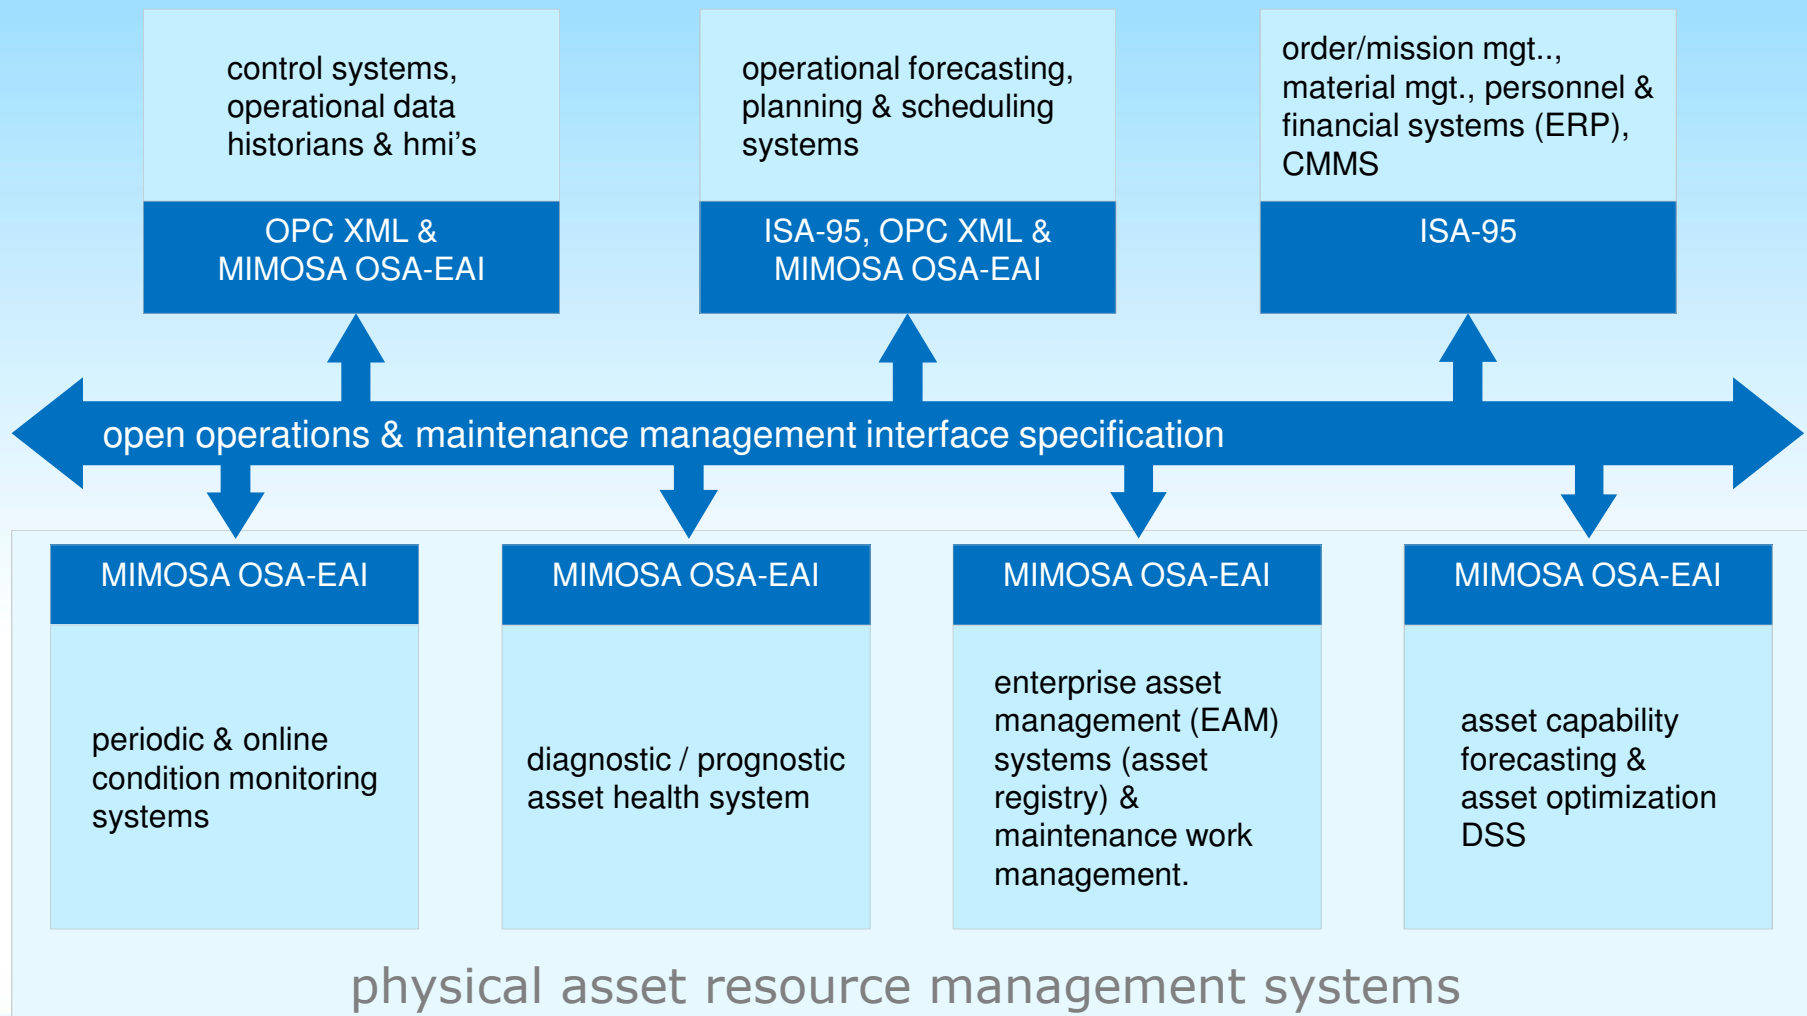 control systems,
operational data
historians & hmi’s
OPC XML &
MIMOSA OSA-EAI
operational forecasting,
planning & scheduling
systems
ISA-95, OPC XML &
MIMOSA OSA-EAI
order/mission mgt..,
material mgt., personnel &
financial systems (ERP),
CMMS
ISA-95
open operations & maintenance management interface specification
MIMOSA OSA-EAI
periodic & online
condition monitoring
systems
MIMOSA OSA-EAI
diagnostic / prognostic
asset health system
MIMOSA OSA-EAI
enterprise asset
management (EAM)
systems (asset
registry) &
maintenance work
management.
MIMOSA OSA-EAI
asset capability
forecasting &
asset optimization
DSS
physical asset resource management systems